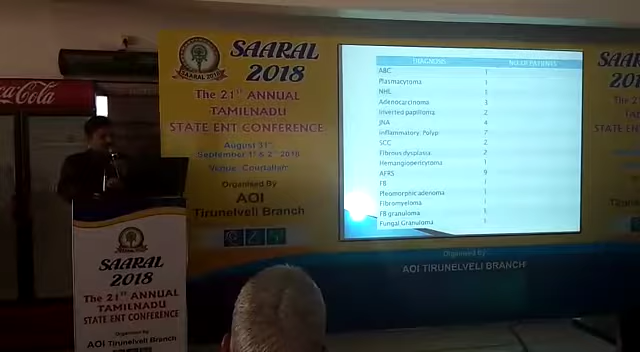 Coca-Cola
SAARAL 2018
SAARAL
2018
The 21st ANNUAL
TAMILNADU
STATE ENT CONFERENCE
August 31st
September 1st & 2nd 2018
Venue: Courtallam
Organised By
AOI
Tirunelveli Branch
DIAGNOSIS NO OF PATIENTS
ABC 1
Plasmacytoma 1
NHL 1
Adenocarcinoma 3
Inverted papilloma 2
JNA 4
Inflammatory Polyp 7
SCC 2
Fibrous dysplasia 2
Hemangiopericytoma 1
AFRS 9
FB 1
Pleomorphic adenoma 1
Fibromyxoma 1
FB granuloma
Fungal Granuloma
Organised By
AOI TIRUNELVELI BRANCH
SAARAL
2018
The 21st ANNUAL
TAMILNADU
STATE ENT CONFERENCE
Organised By
AOI Tirunelveli Branch